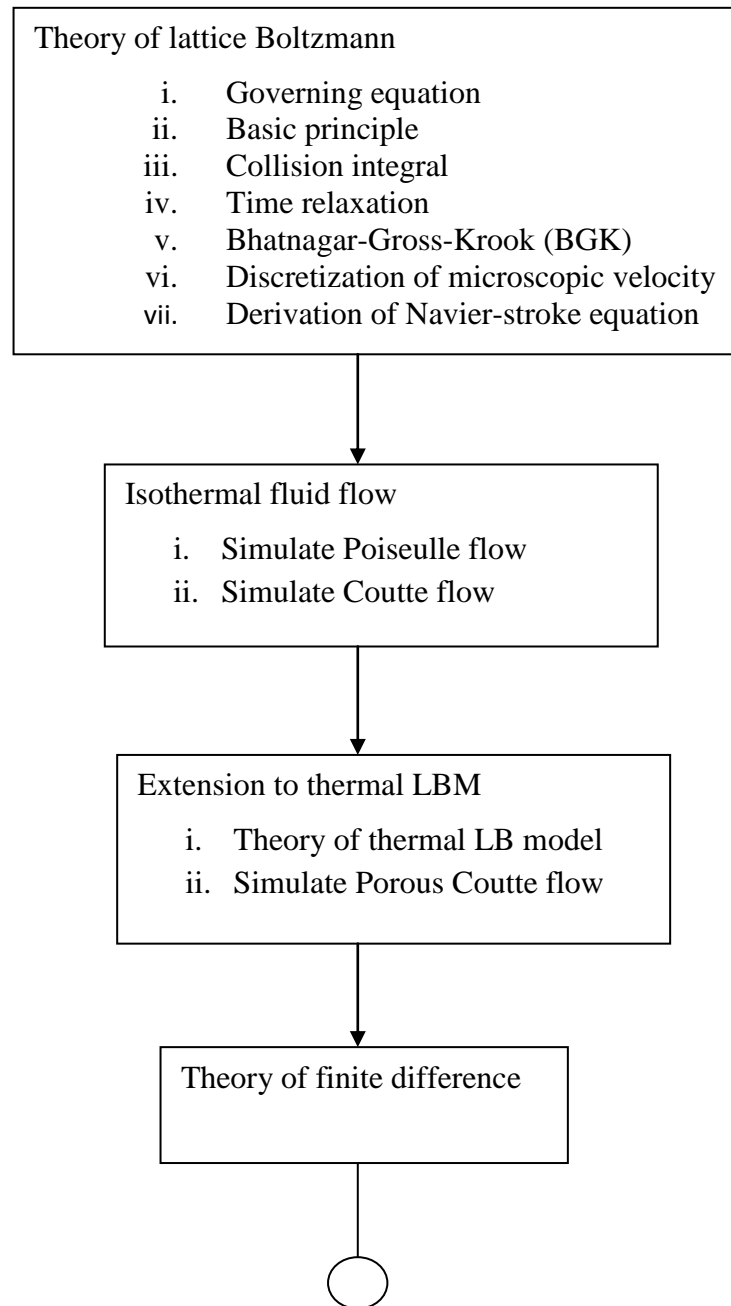 Theory of lattice Boltzmann
i. Governing equation
ii. Basic principle
iii. Collision integral
iv. Time relaxation
v. Bhatnagar-Gross-Krook (BGK)
vi. Discretization of microscopic velocity
vii. Derivation of Navier-stroke equation
Isothermal fluid flow
i. Simulate Poiseulle flow
ii. Simulate Coutte flow
Extension to thermal LBM
i. Theory of thermal LB model
ii. Simulate Porous Coutte flow
Theory of finite difference